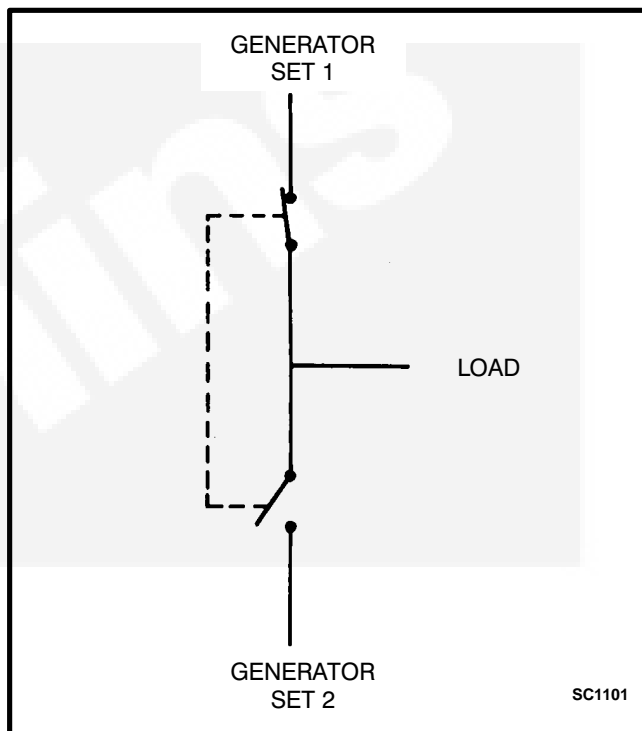 GENERATOR
SET 1
LOAD
GENERATOR
SET 2
SC1101